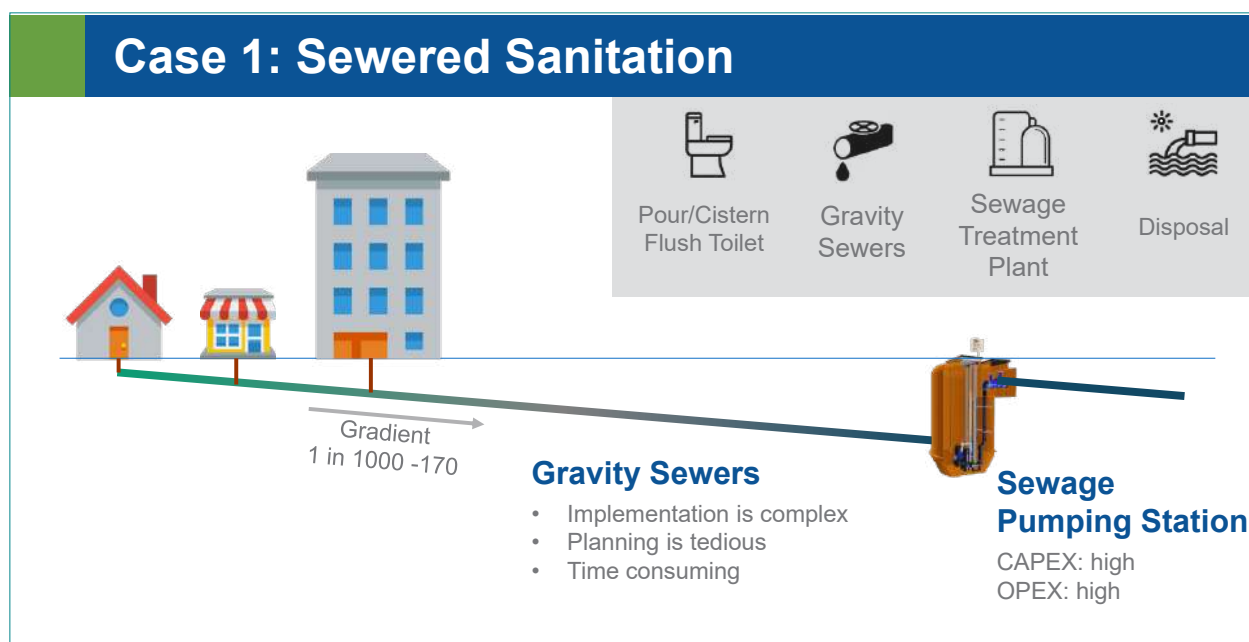 Case 1: Sewered Sanitation
Pour/Cistern
Flush Toilet
Gravity
Sewers
Sewage
Treatment
Plant
Disposal
Gradient
1 in 1000 -170
Gravity Sewers
• Implementation is complex
• Planning is tedious
• Time consuming
Sewage
Pumping Station
CAPEX: high
OPEX: high